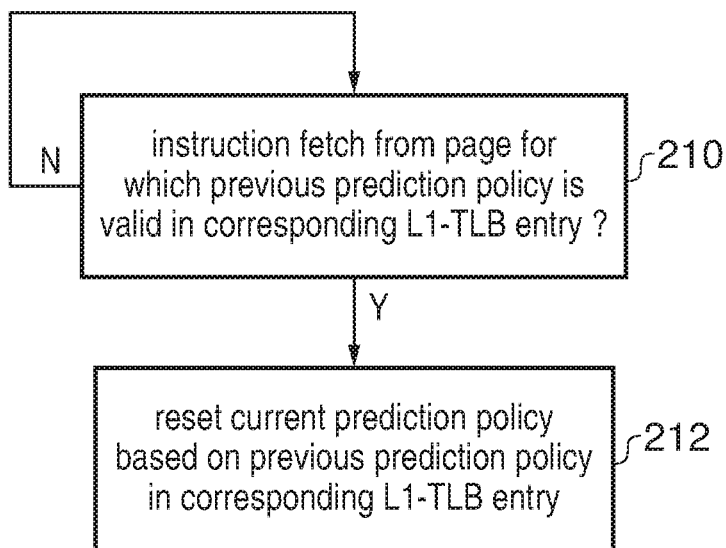 instruction fetch from page for
which previous prediction policy is
valid in corresponding L1-TLB entry ?
210
N
Y
reset current prediction policy
based on previous prediction policy
in corresponding L1-TLB entry
212